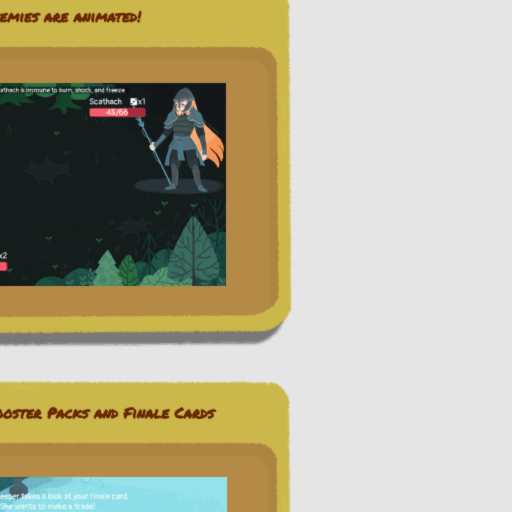 EMIES ARE ANIMATED!
athach is immune to burn, shock, and freeze.
Scathach x1
45/66
x2
OOSTER PACKS AND FINALE CARDS
eeper takes a look at your finale card.
She wants to make a trade!